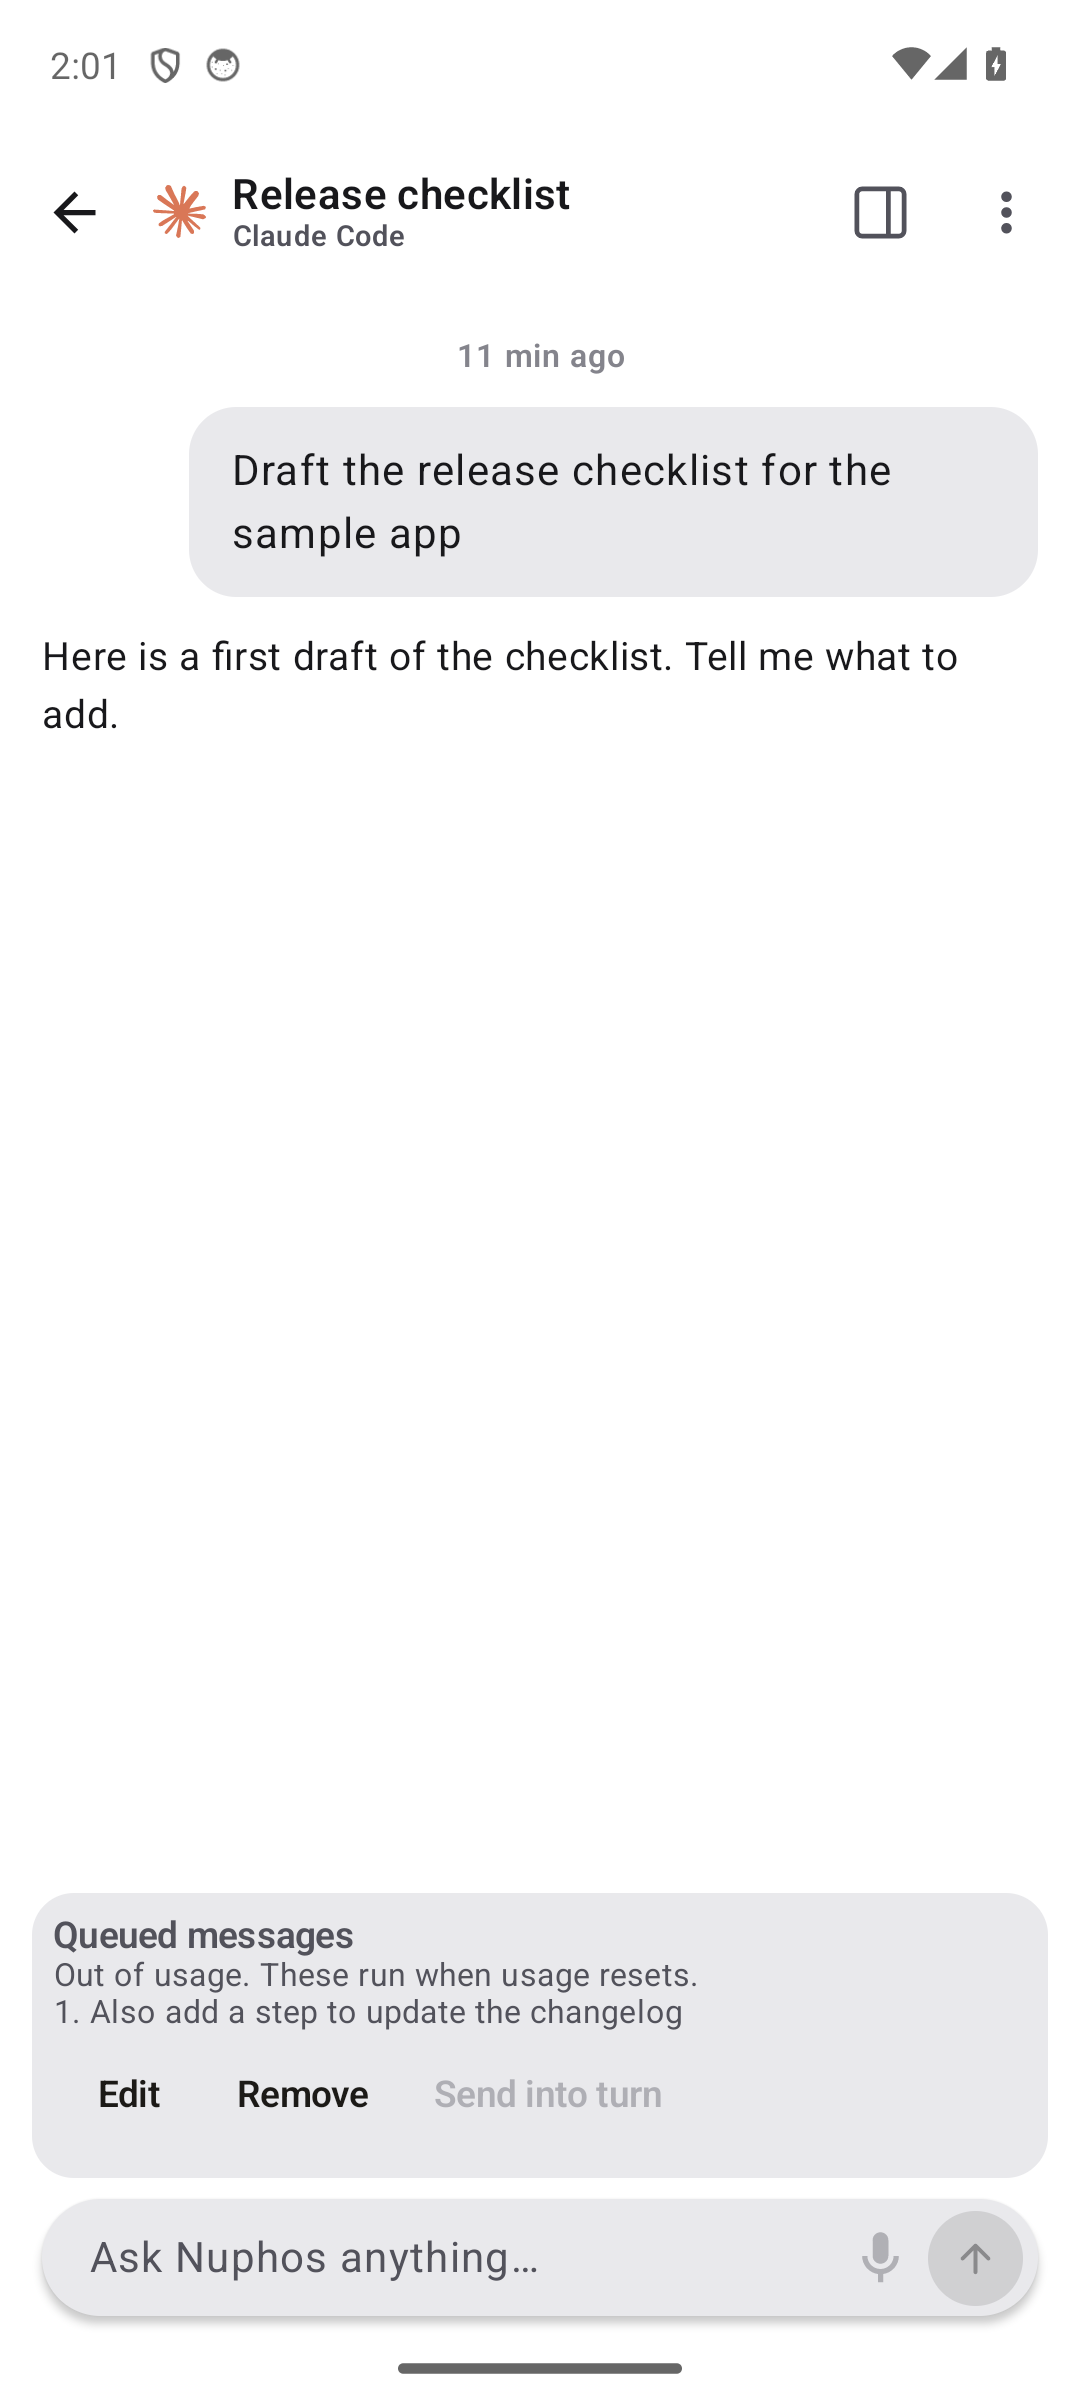 2:01
Release checklist
Claude Code
11 min ago
Draft the release checklist for the
sample app
Here is a first draft of the checklist. Tell me what to
add.
Queued messages
Out of usage. These run when usage resets.
1. Also add a step to update the changelog
Edit Remove Send into turn
Ask Nuphos anything…